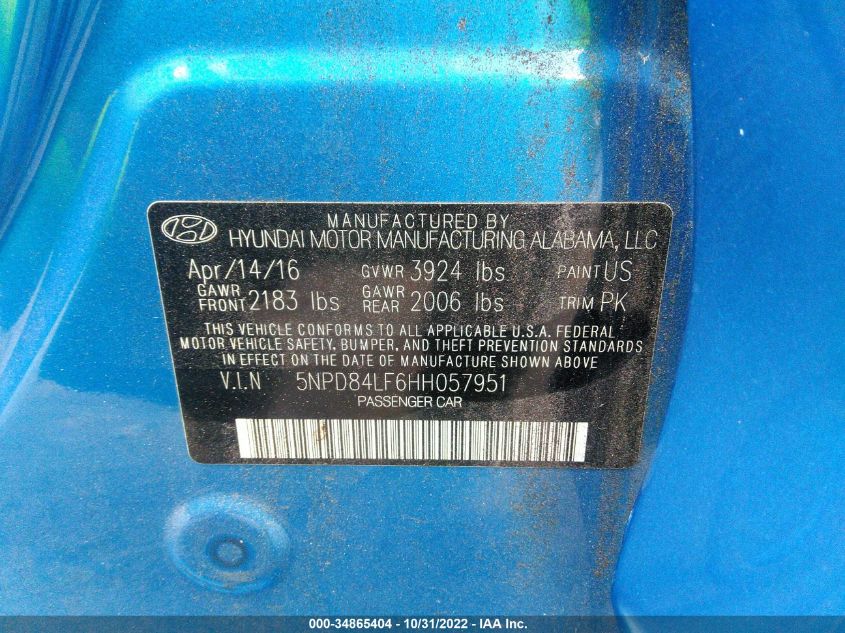 MANUFACTURED BY
HYUNDAI MOTOR MANUFACTURING ALABAMA, LLC
Apr/14/16 GVWR 3924 lbs PAINT US
GAWR FRONT 2183 lbs GAWR REAR 2006 lbs TRIM PK
THIS VEHICLE CONFORMS TO ALL APPLICABLE U.S.A. FEDERAL
MOTOR VEHICLE SAFETY, BUMPER, AND THEFT PREVENTION STANDARDS
IN EFFECT ON THE DATE OF MANUFACTURE SHOWN ABOVE
V.I.N 5NPD84LF6HH057951
PASSENGER CAR
000-34865404 - 10/31/2022 - IAA Inc.